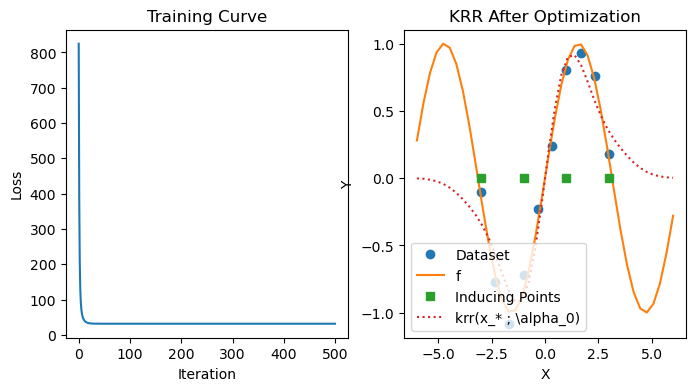 Training Curve
Loss
800
700
600
500
400
300
200
100
0
0 100 200 300 400 500
Iteration
KRR After Optimization
Y
1.0
0.5
0.0
−0.5
−1.0
Dataset
f
Inducing Points
krr(x_* ; \alpha_0)
−5.0 −2.5 0.0 2.5 5.0
X